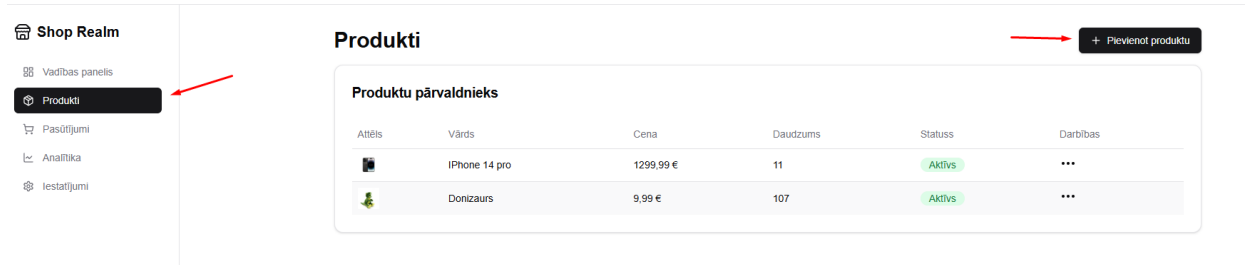 Shop Realm
Vadības panelis
Produkti
Pasūtījumi
Analītika
Iestatījumi
Produkti
+ Pievienot produktu
Produktu pārvaldnieks
Attēls Vārds Cena Daudzums Statuss Darbības
IPhone 14 pro 1299,99 € 11 Aktīvs •••
Donizaurs 9,99 € 107 Aktīvs •••